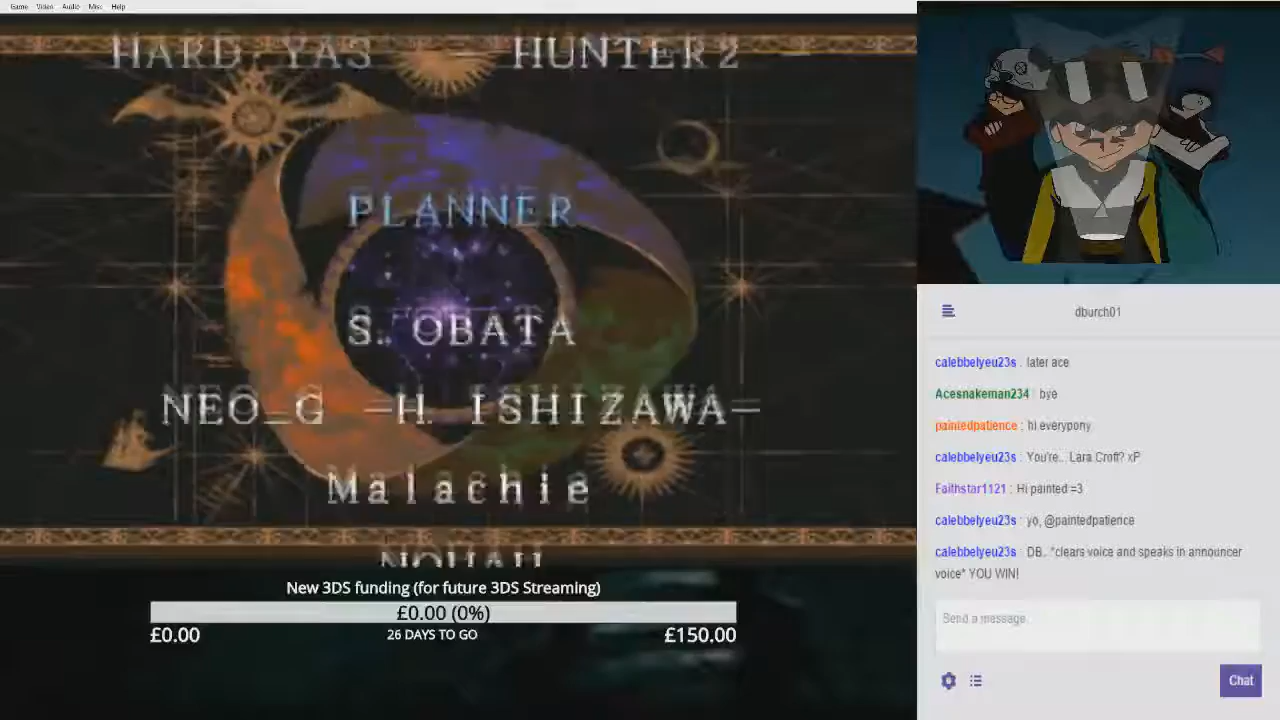 Game Video Audio Misc Help
HARD. YAS HUNTER2
PLANNER
S. OBATA
NEO_G =H. ISHIZAWA=
Malachie
NOHAH
New 3DS funding (for future 3DS Streaming)
£0.00 (0%)
£0.00 26 DAYS TO GO £150.00
dburch01
calebbelyeu23s : later ace
Acesnakeman234 : bye
paintedpatience : hi everypony
calebbelyeu23s : You're... Lara Croft? xP
Faithstar1121 : Hi painted =3
calebbelyeu23s : yo, @paintedpatience
calebbelyeu23s : DB.. *clears voice and speaks in announcer
voice* YOU WIN!
Send a message
Chat